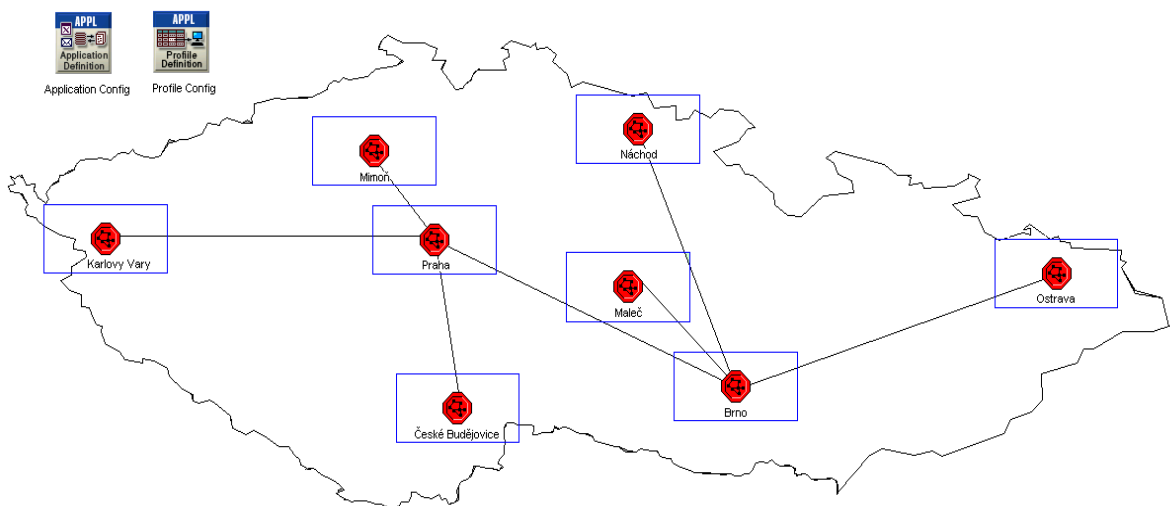 APPL
Application
Definition
Application Config
APPL
Profile
Definition
Profile Config
Náchod
Mimoň
Karlovy Vary
Praha
Maleč
Ostrava
Brno
České Budějovice